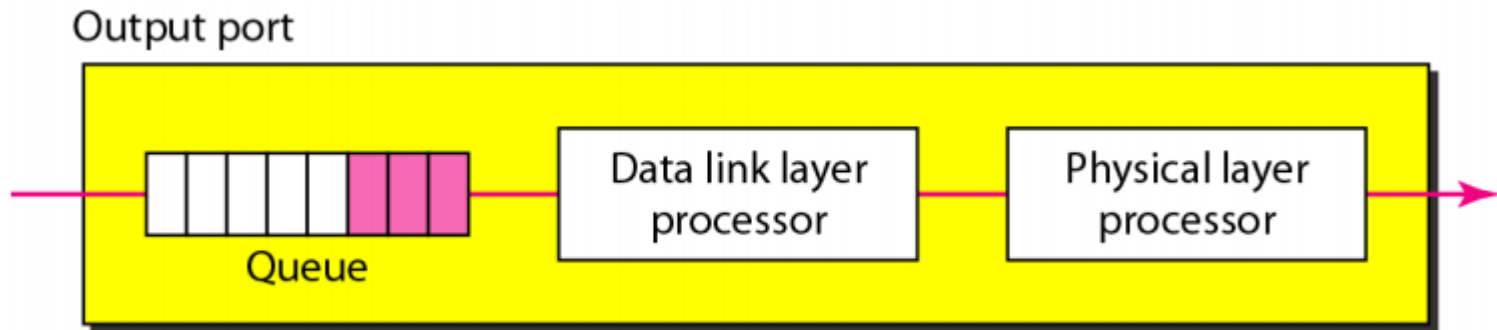 Output port
Queue
Data link layer
processor
Physical layer
processor